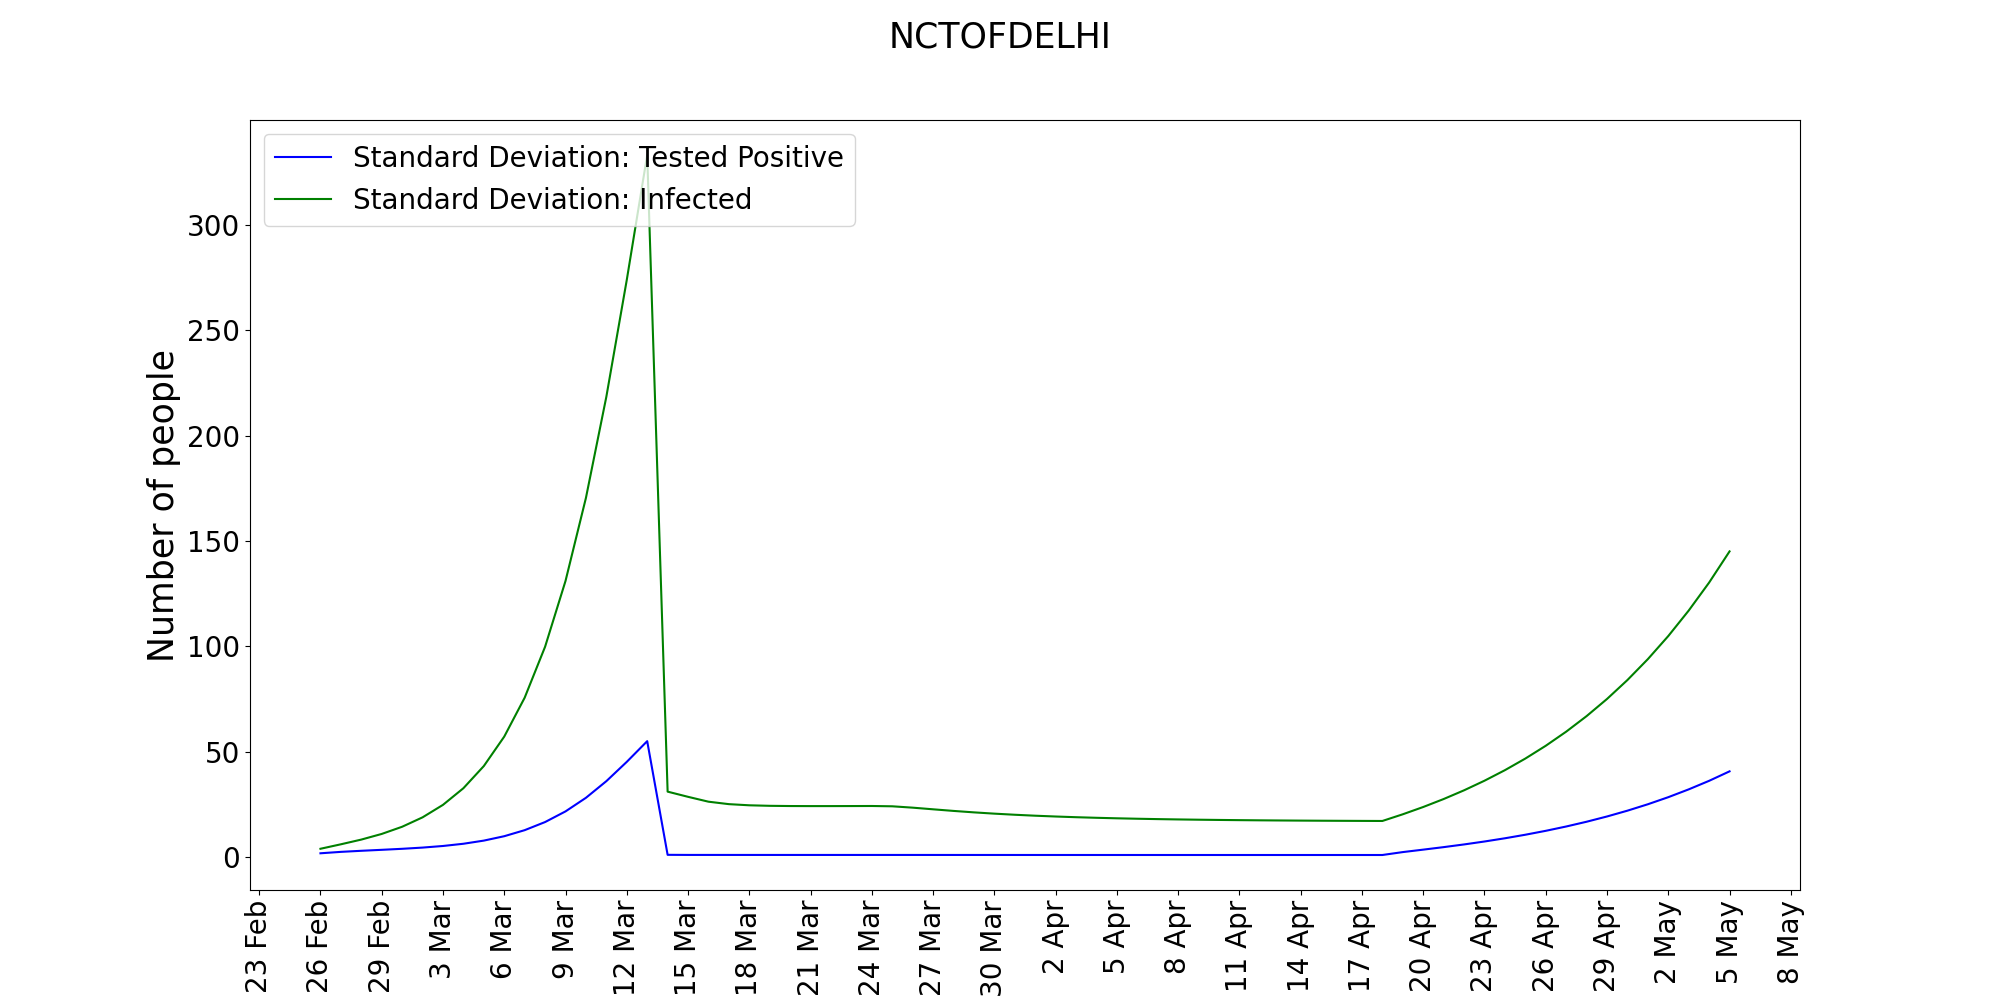 NCTOFDELHI
Standard Deviation: Tested Positive
Standard Deviation: Infected
Number of people
300
250
200
150
100
50
0
23 Feb
26 Feb
29 Feb
3 Mar
6 Mar
9 Mar
12 Mar
15 Mar
18 Mar
21 Mar
24 Mar
27 Mar
30 Mar
2 Apr
5 Apr
8 Apr
11 Apr
14 Apr
17 Apr
20 Apr
23 Apr
26 Apr
29 Apr
2 May
5 May
8 May